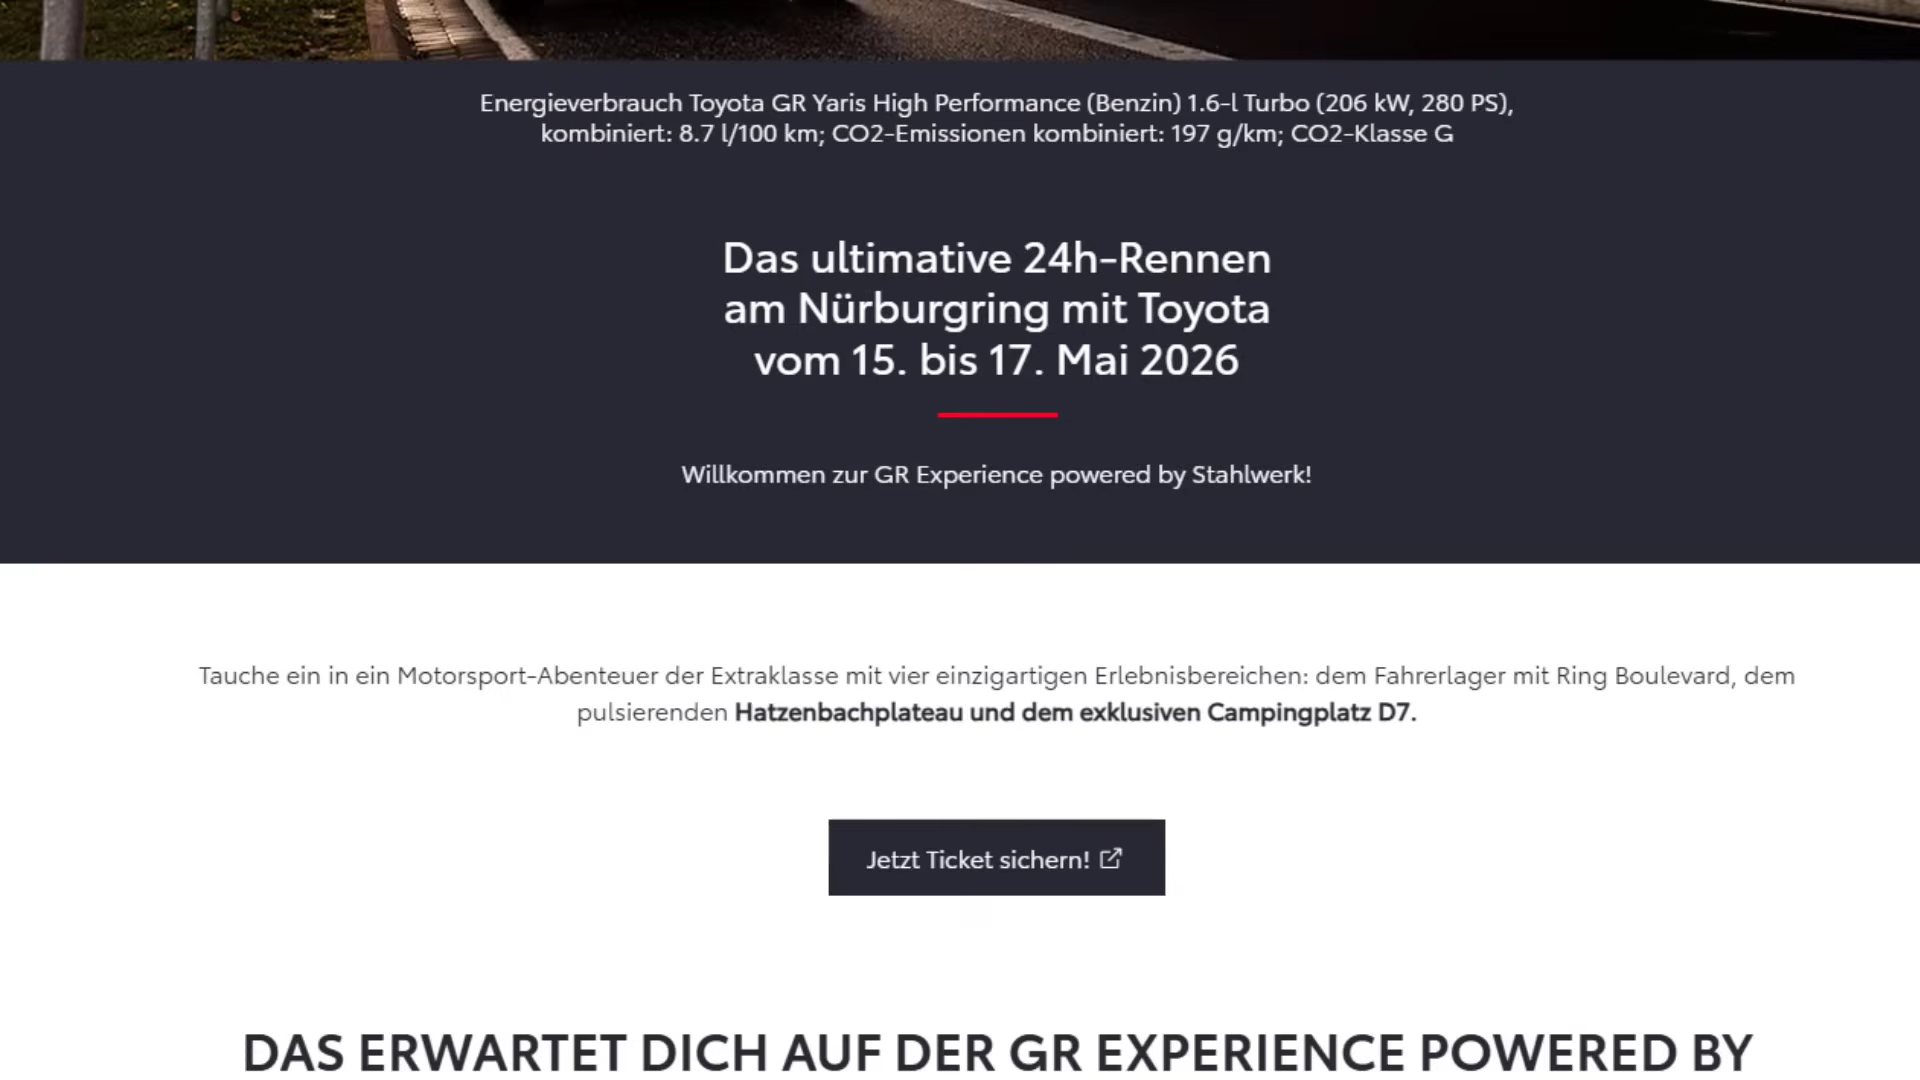 Energieverbrauch Toyota GR Yaris High Performance (Benzin) 1.6-l Turbo (206 kW, 280 PS),
kombiniert: 8.7 l/100 km; CO2-Emissionen kombiniert: 197 g/km; CO2-Klasse G
Das ultimative 24h-Rennen
am Nürburgring mit Toyota
vom 15. bis 17. Mai 2026
Willkommen zur GR Experience powered by Stahlwerk!
Tauche ein in ein Motorsport-Abenteuer der Extraklasse mit vier einzigartigen Erlebnisbereichen: dem Fahrerlager mit Ring Boulevard, dem
pulsierenden Hatzenbachplateau und dem exklusiven Campingplatz D7.
Jetzt Ticket sichern!
DAS ERWARTET DICH AUF DER GR EXPERIENCE POWERED BY